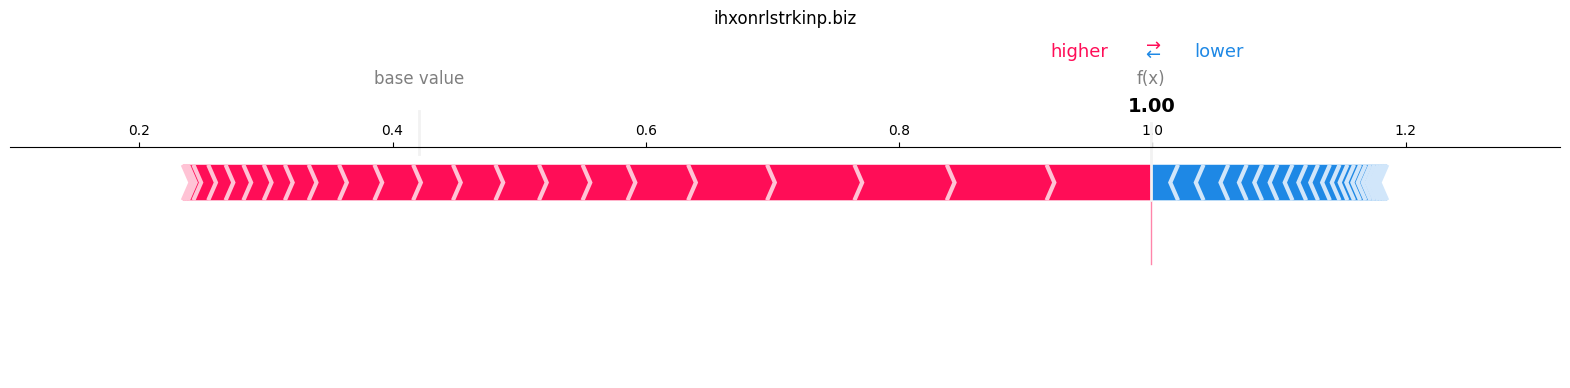 ihxonrlstrkinp.biz
higher ⇄ lower
base value f(x)
1.00
0.2 0.4 0.6 0.8 1.0 1.2